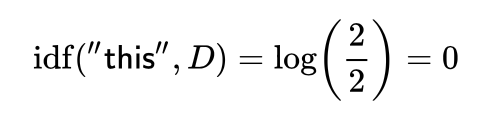 idf("this", D) = log(2/2) = 0